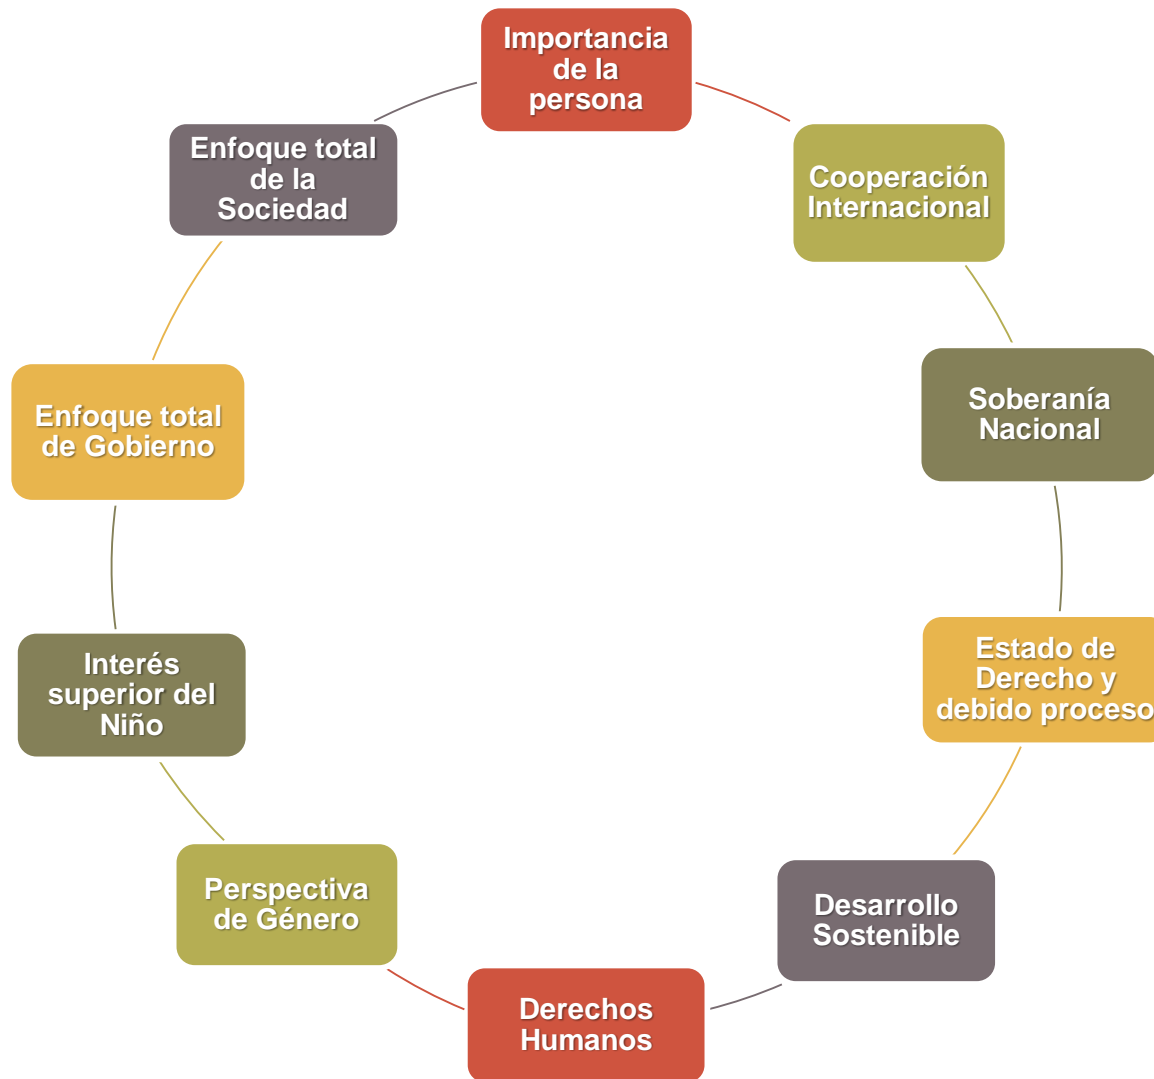 Importancia
de la
persona
Cooperación
Internacional
Soberanía
Nacional
Estado de
Derecho y
debido proceso
Desarrollo
Sostenible
Derechos
Humanos
Perspectiva
de Género
Interés
superior del
Niño
Enfoque total
de Gobierno
Enfoque total
de la
Sociedad